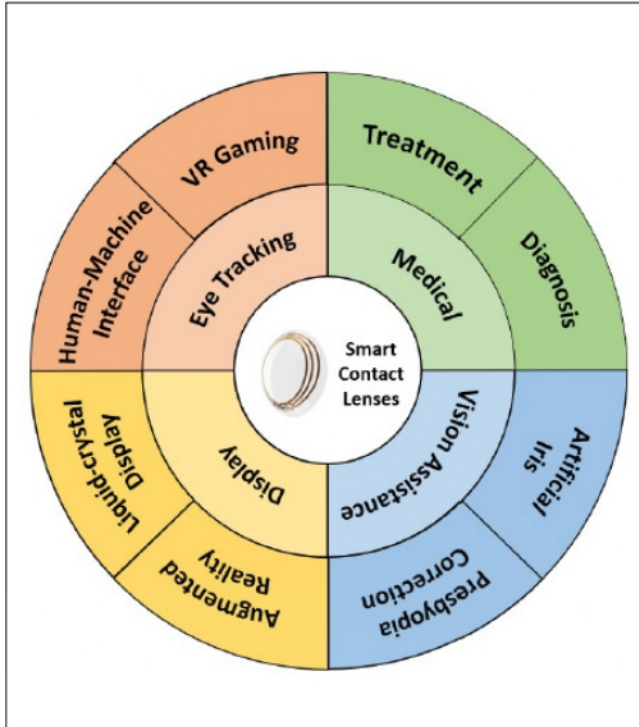 VR Gaming
Treatment
Human-Machine
Interface
Eye Tracking
Medical
Diagnosis
Smart
Contact
Lenses
Liquid-crystal
Display
Display
Vision Assistance
Artificial
Iris
Augmented
Reality
Presbyopia
Correction